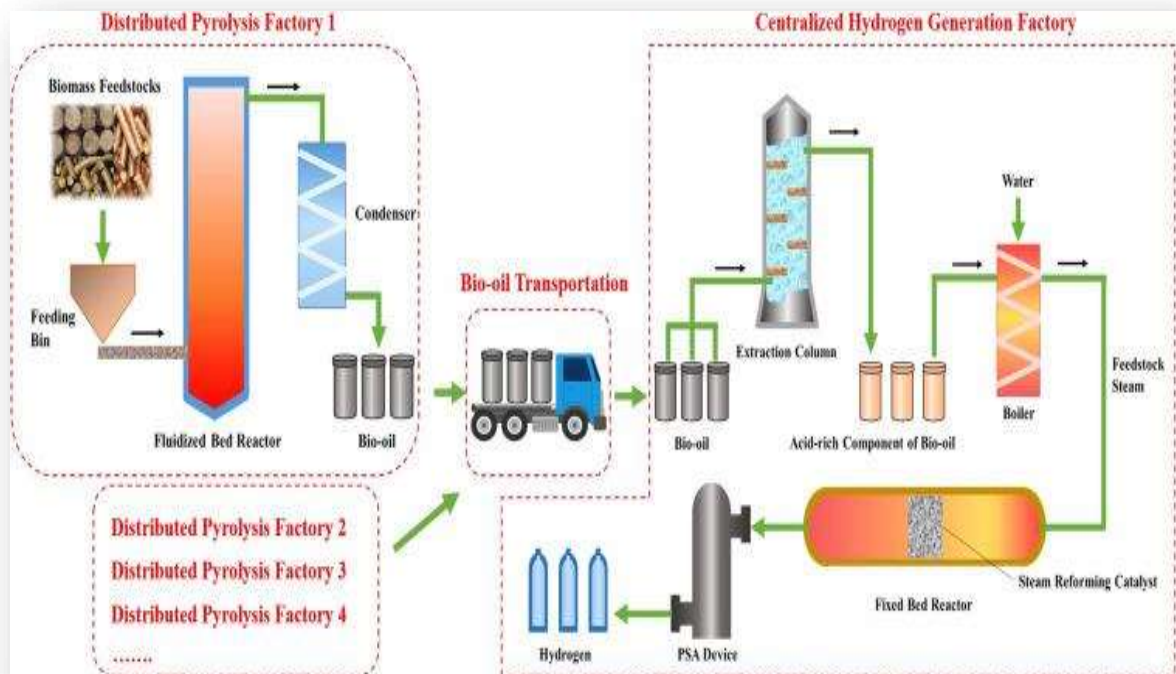 Distributed Pyrolysis Factory 1
Biomass Feedstocks
Condenser
Feeding
Bin
Fluidized Bed Reactor
Bio-oil
Distributed Pyrolysis Factory 2
Distributed Pyrolysis Factory 3
Distributed Pyrolysis Factory 4
.......
Bio-oil Transportation
Centralized Hydrogen Generation Factory
Water
Extraction Column
Feedstock
Steam
Boiler
Bio-oil
Acid-rich Component of Bio-oil
Steam Reforming Catalyst
Fixed Bed Reactor
Hydrogen
PSA Device